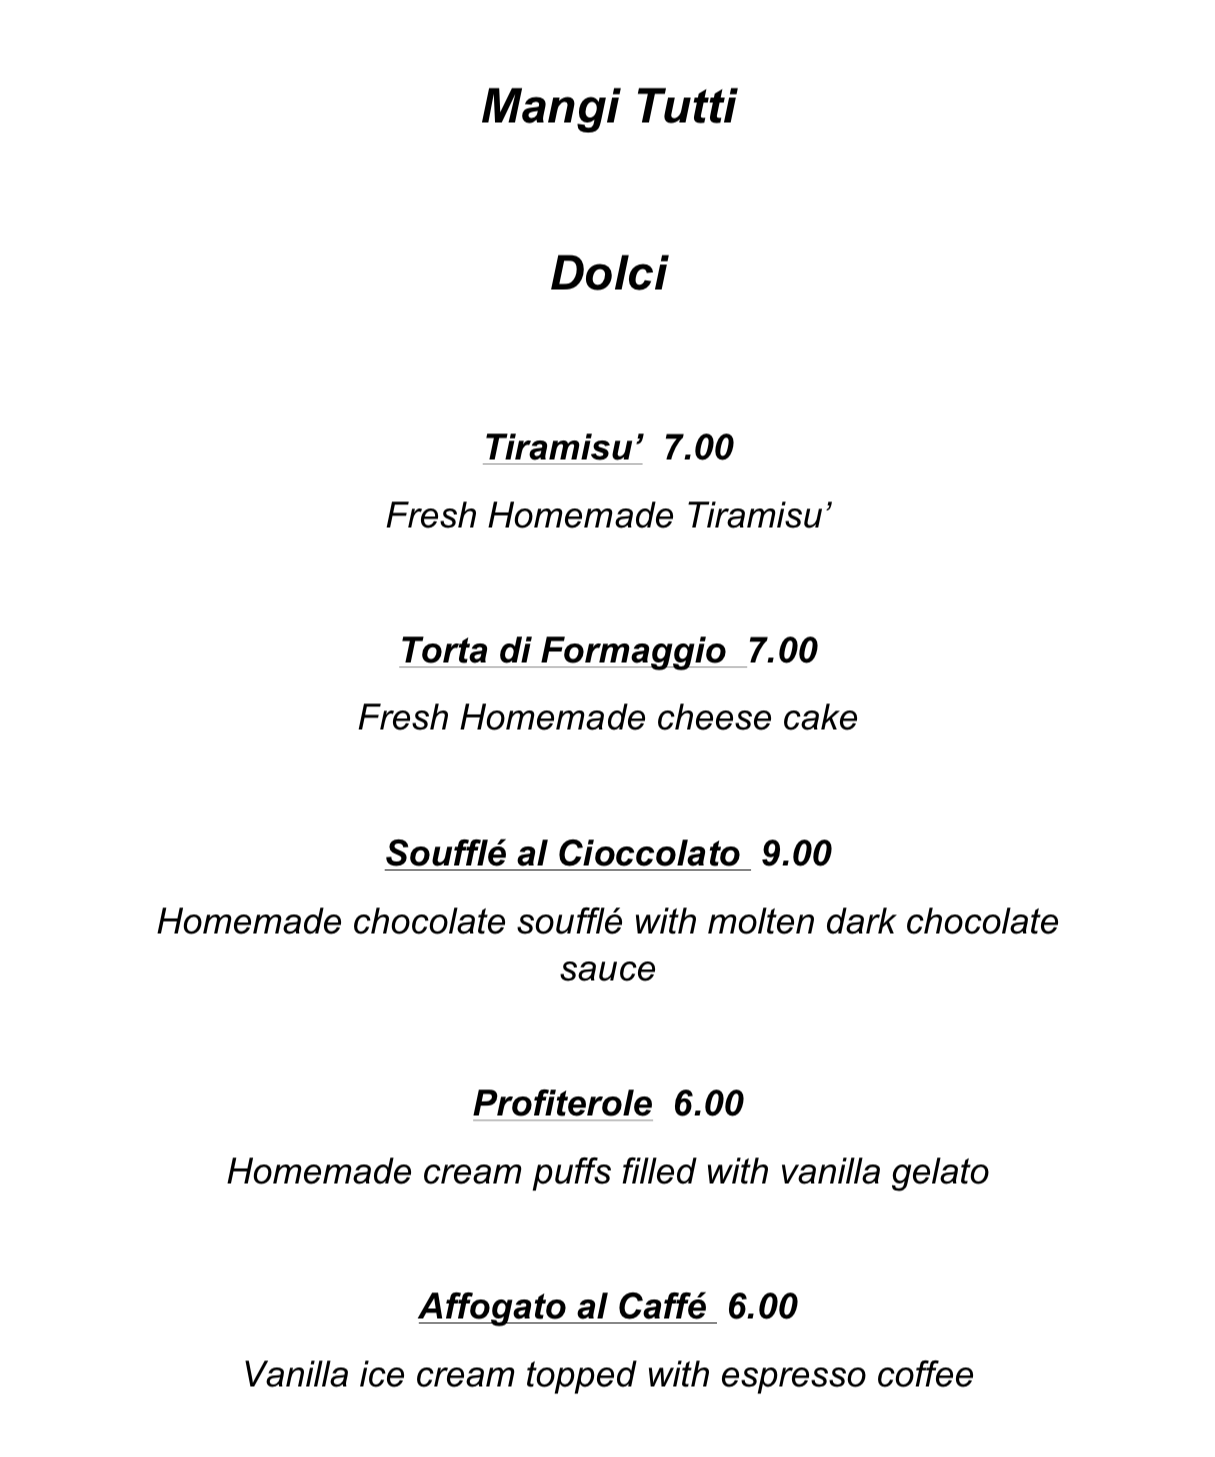 Mangi Tutti
Dolci
Tiramisu’ 7.00
Fresh Homemade Tiramisu’
Torta di Formaggio 7.00
Fresh Homemade cheese cake
Soufflé al Cioccolato 9.00
Homemade chocolate soufflé with molten dark chocolate
sauce
Profiterole 6.00
Homemade cream puffs filled with vanilla gelato
Affogato al Caffé 6.00
Vanilla ice cream topped with espresso coffee